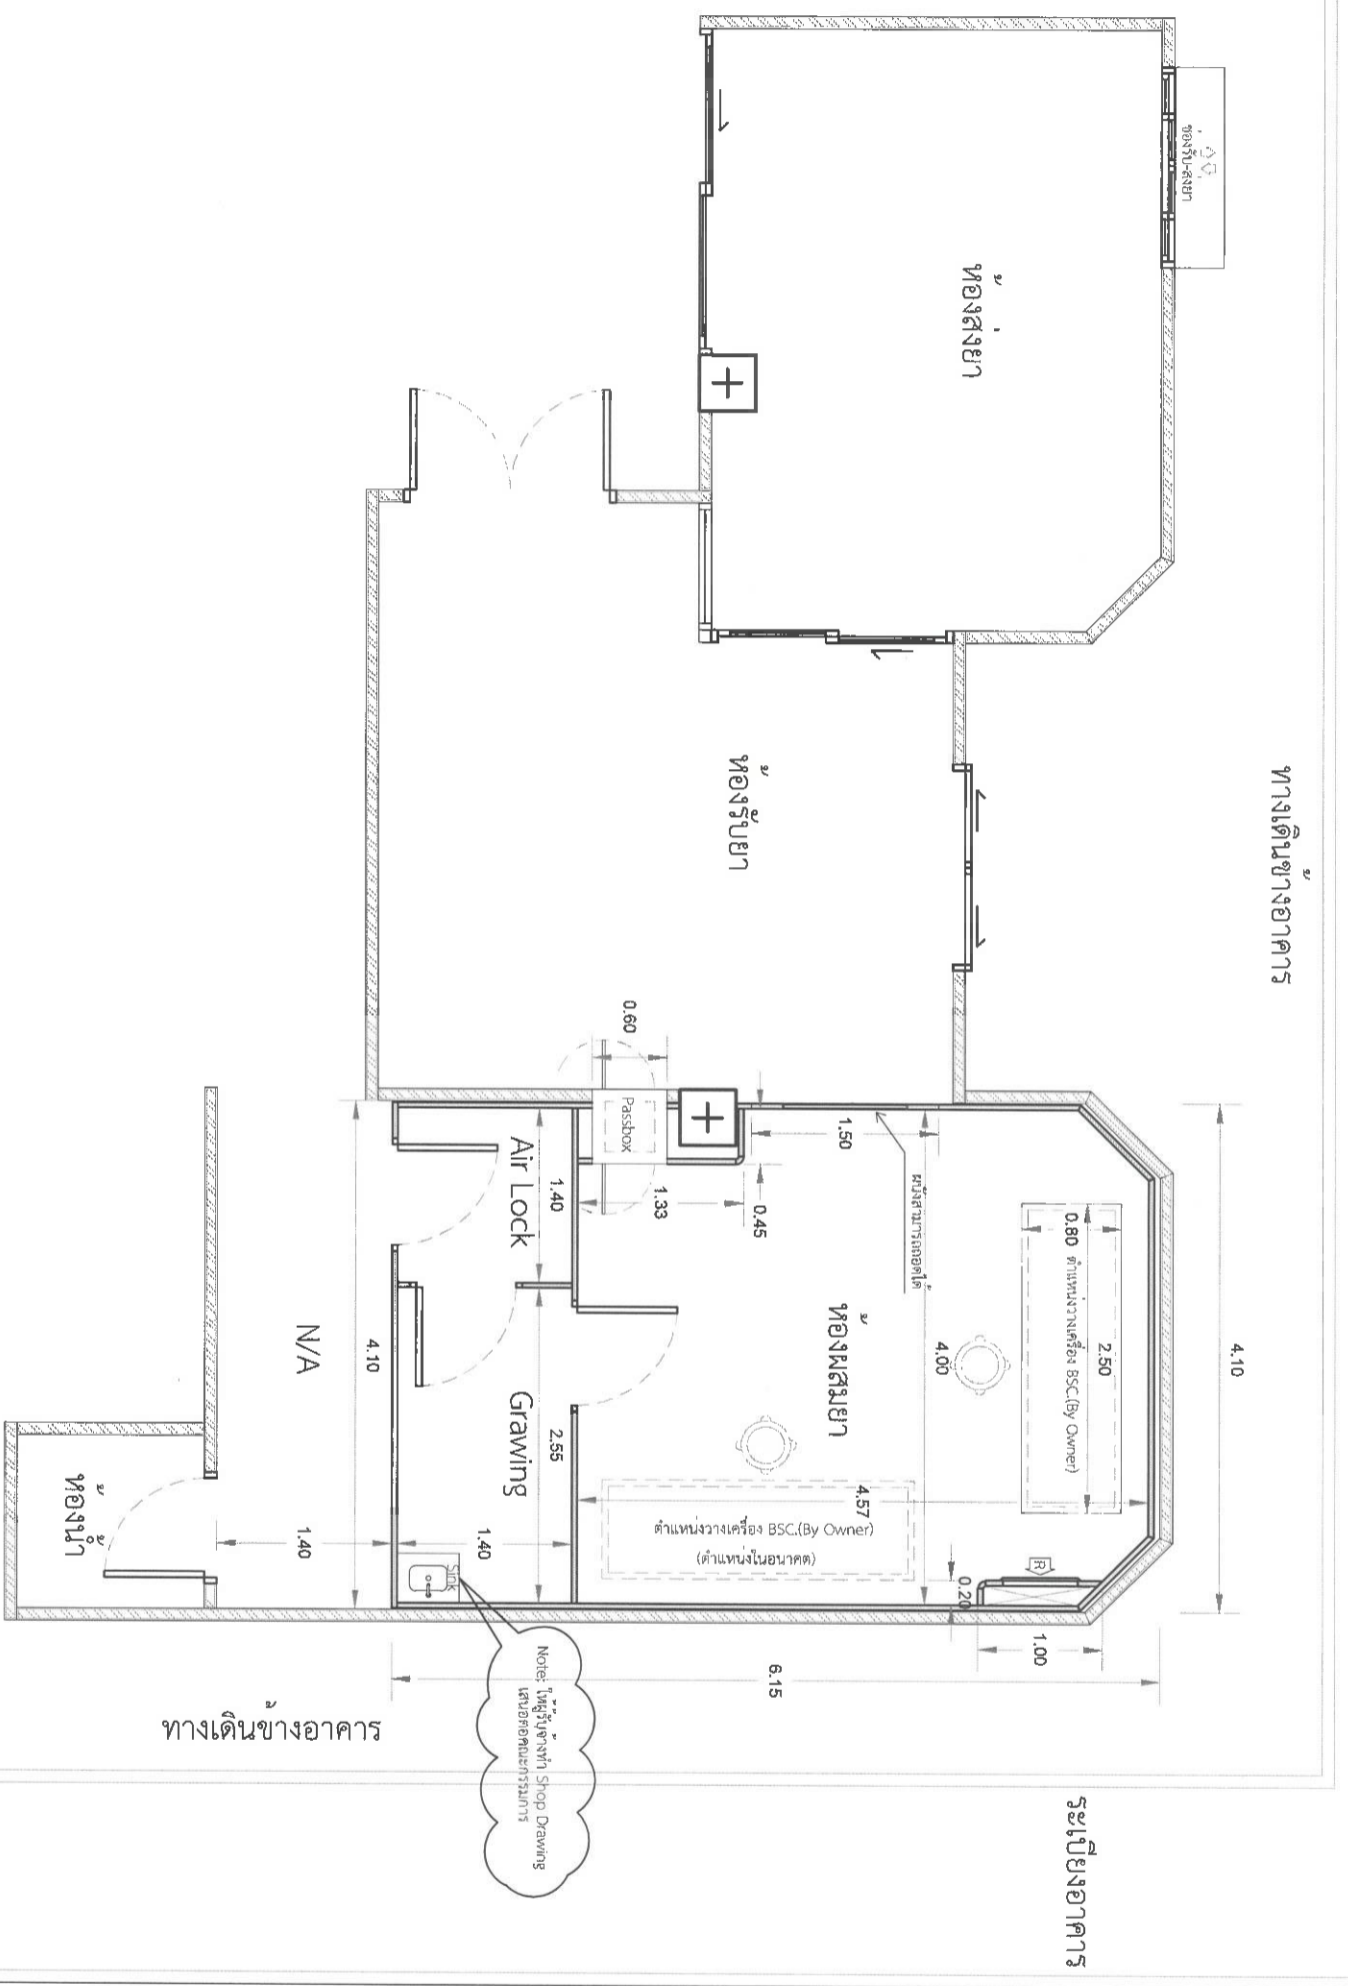 ระเบียงอาคาร
ทางเดินข้างอาคาร
ช่องรับ-ส่งยา
ห้องส่งยา
ห้องรับยา
4.10
2.50
0.80
ตำแหน่งวางเครื่อง BSC.(By Owner)
R
1.00
0.20
6.15
4.00
ผนังสามารถถอดได้
1.50
0.45
ห้องผสมยา
4.57
ตำแหน่งวางเครื่อง BSC.(By Owner)
(ตำแหน่งในอนาคต)
0.60
Passbox
1.33
1.40
Air Lock
2.55
Grawing
1.40
Sink
Note; ให้ผู้รับจ้างทำ Shop Drawing
เสนอต่อคณะกรรมการ
4.10
N/A
1.40
ห้องน้ำ
ทางเดินข้างอาคาร